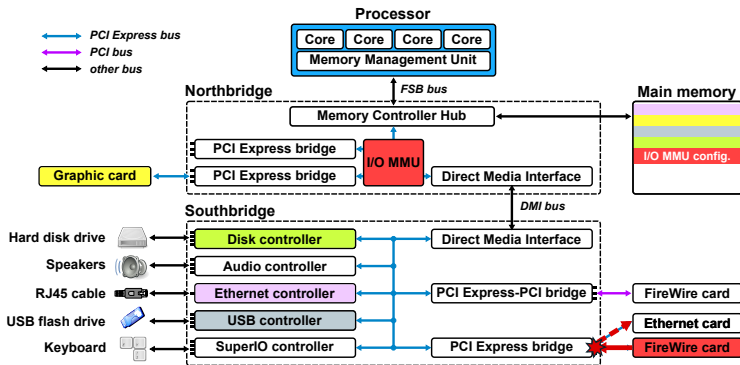 Processor
PCI Express bus
PCI bus
other bus
Core Core Core Core
Memory Management Unit
FSB bus
Northbridge
Main memory
Memory Controller Hub
PCI Express bridge
I/O MMU
I/O MMU config.
Graphic card
PCI Express bridge
Direct Media Interface
DMI bus
Southbridge
Hard disk drive
Disk controller
Direct Media Interface
Speakers
Audio controller
RJ45 cable
Ethernet controller
PCI Express-PCI bridge
FireWire card
USB flash drive
USB controller
Ethernet card
Keyboard
SuperIO controller
PCI Express bridge
FireWire card